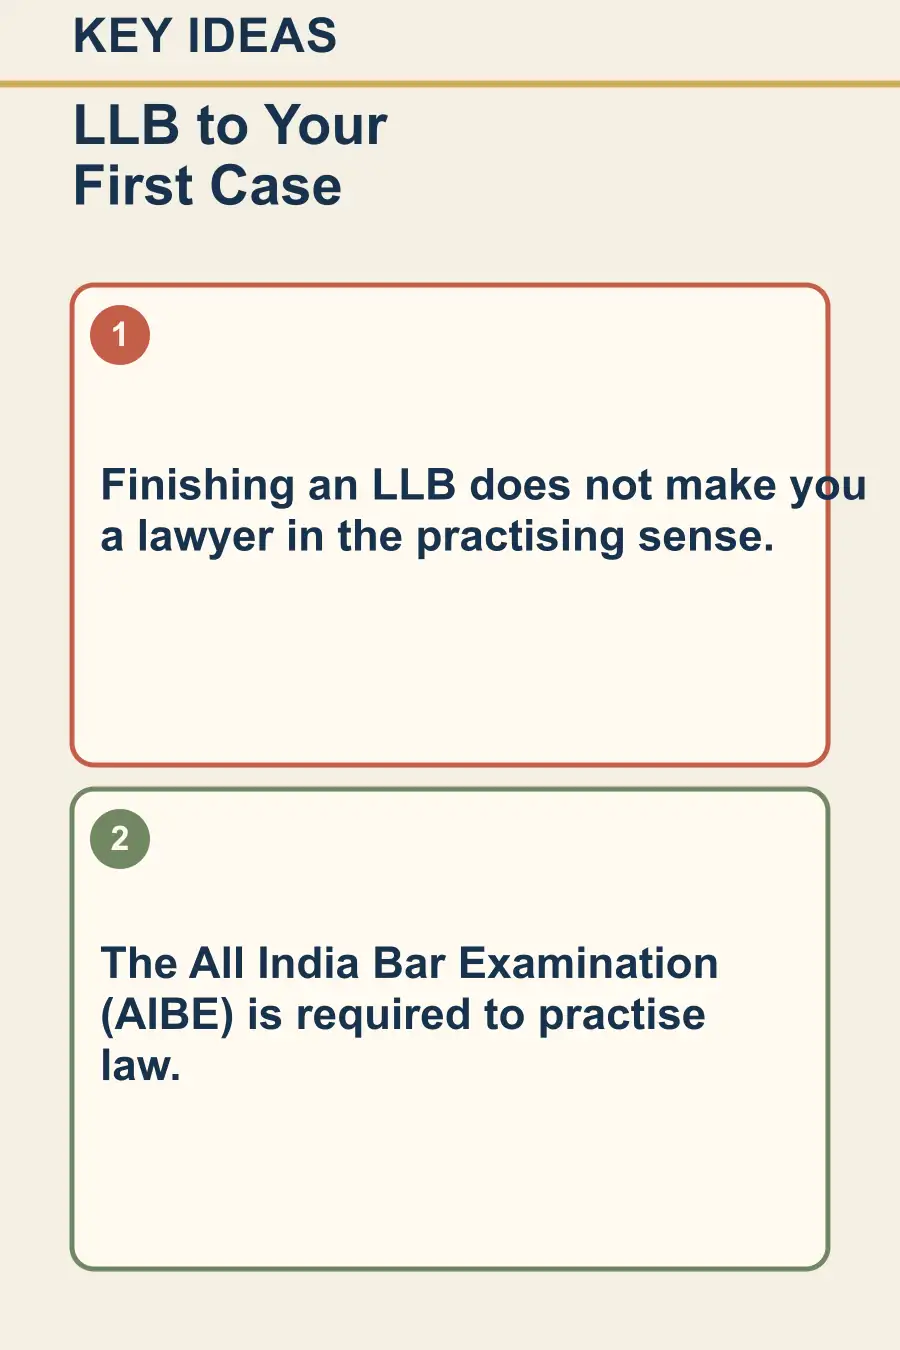 KEY IDEAS
LLB to Your
First Case
1
Finishing an LLB does not make you
a lawyer in the practising sense.
2
The All India Bar Examination
(AIBE) is required to practise
law.